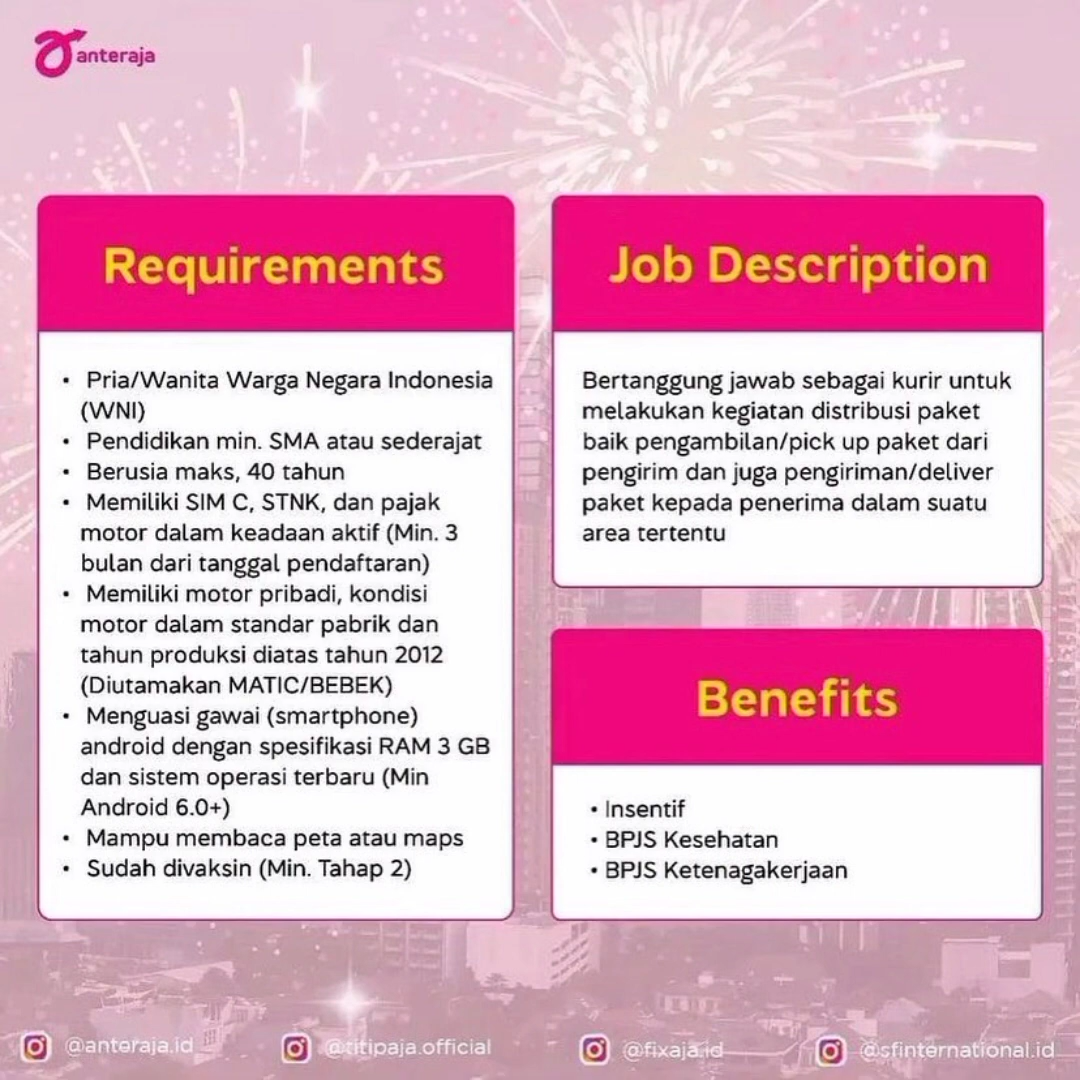 anteraja
Requirements
• Pria/Wanita Warga Negara Indonesia
(WNI)
• Pendidikan min. SMA atau sederajat
• Berusia maks, 40 tahun
• Memiliki SIM C, STNK, dan pajak
motor dalam keadaan aktif (Min. 3
bulan dari tanggal pendaftaran)
• Memiliki motor pribadi, kondisi
motor dalam standar pabrik dan
tahun produksi diatas tahun 2012
(Diutamakan MATIC/BEBEK)
• Menguasi gawai (smartphone)
android dengan spesifikasi RAM 3 GB
dan sistem operasi terbaru (Min
Android 6.0+)
• Mampu membaca peta atau maps
• Sudah divaksin (Min. Tahap 2)
Job Description
Bertanggung jawab sebagai kurir untuk
melakukan kegiatan distribusi paket
baik pengambilan/pick up paket dari
pengirim dan juga pengiriman/deliver
paket kepada penerima dalam suatu
area tertentu
Benefits
• Insentif
• BPJS Kesehatan
• BPJS Ketenagakerjaan
@anteraja.id
@titipaja.official
@fixaja.id
@sfinternational.id